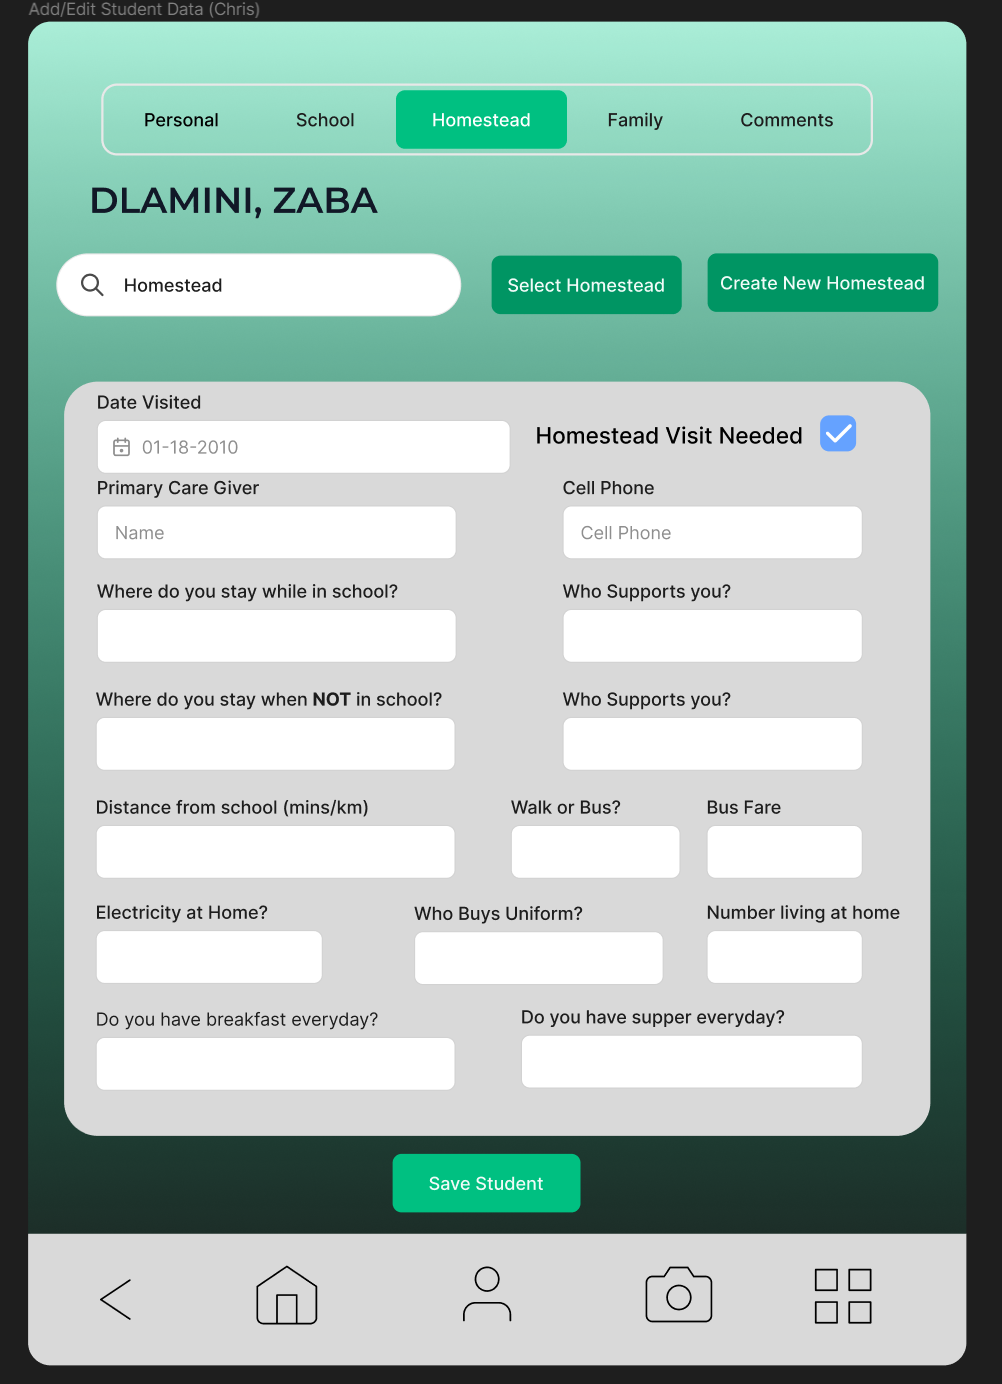 Add/Edit Student Data (Chris)
Personal School Homestead Family Comments
DLAMINI, ZABA
Homestead Select Homestead Create New Homestead
Date Visited
01-18-2010 Homestead Visit Needed
Primary Care Giver Cell Phone
Name Cell Phone
Where do you stay while in school? Who Supports you?
Where do you stay when NOT in school? Who Supports you?
Distance from school (mins/km) Walk or Bus? Bus Fare
Electricity at Home? Who Buys Uniform? Number living at home
Do you have breakfast everyday? Do you have supper everyday?
Save Student